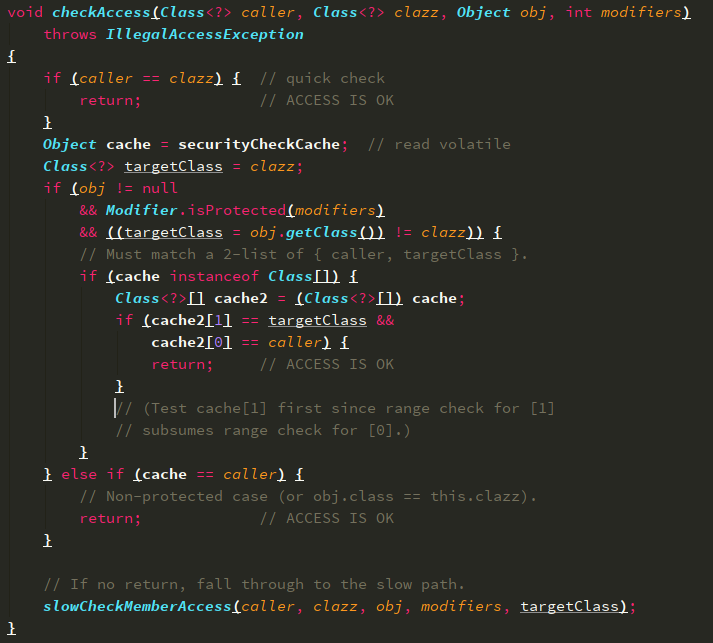 void checkAccess(Class<?> caller, Class<?> clazz, Object obj, int modifiers)
    throws IllegalAccessException
{
    if (caller == clazz) {  // quick check
        return;             // ACCESS IS OK
    }
    Object cache = securityCheckCache;  // read volatile
    Class<?> targetClass = clazz;
    if (obj != null
        && Modifier.isProtected(modifiers)
        && ((targetClass = obj.getClass()) != clazz)) {
        // Must match a 2-list of { caller, targetClass }.
        if (cache instanceof Class[]) {
            Class<?>[] cache2 = (Class<?>[]) cache;
            if (cache2[1] == targetClass &&
                cache2[0] == caller) {
                return;     // ACCESS IS OK
            }
            // (Test cache[1] first since range check for [1]
            // subsumes range check for [0].)
        }
    } else if (cache == caller) {
        // Non-protected case (or obj.class == this.clazz).
        return;             // ACCESS IS OK
    }

    // If no return, fall through to the slow path.
    slowCheckMemberAccess(caller, clazz, obj, modifiers, targetClass);
}